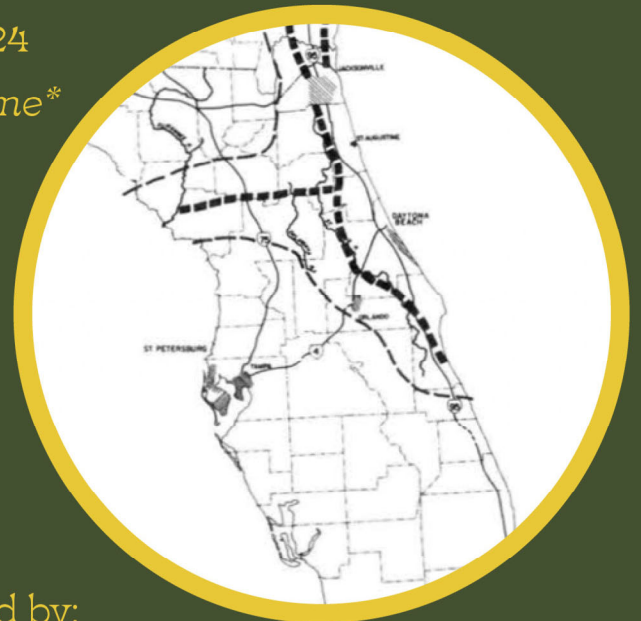 24
me*
95
JACKSONVILLE
ST AUGUSTINE
DAYTONA
BEACH
75
ORLANDO
ST PETERSBURG
TAMPA
4
95
d by: